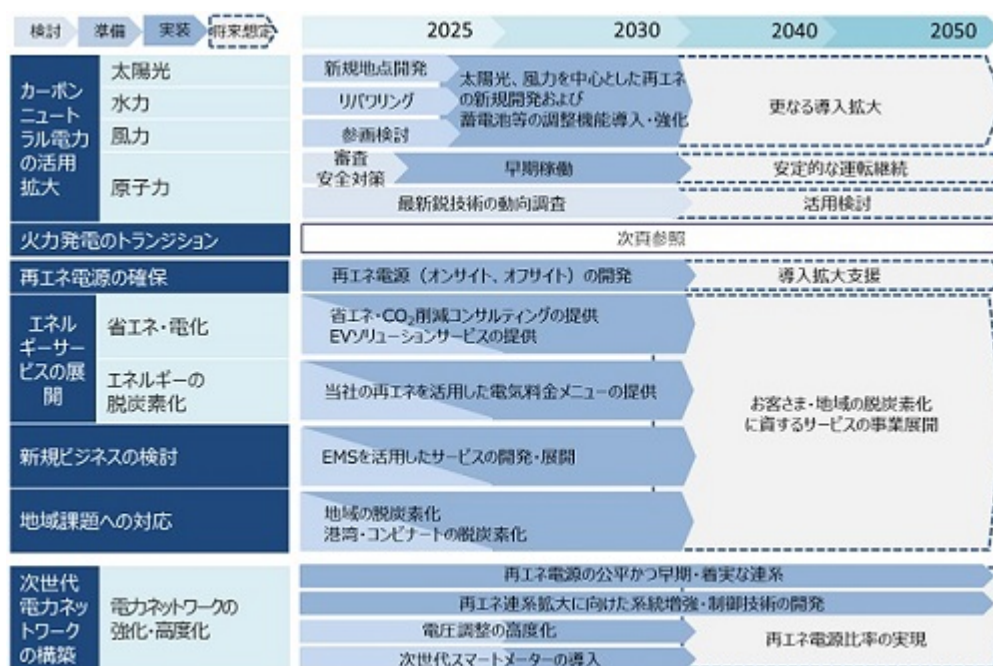 検討
準備
実装
将来想定
2025
2030
2040
2050
カーボン
ニュート
ラル電力
の活用
拡大
太陽光
水力
風力
原子力
新規地点開発
リパワリング
参画検討
太陽光、風力を中心とした再エネ
の新規開発および
蓄電池等の調整機能導入・強化
更なる導入拡大
審査
安全対策
早期稼働
安定的な運転継続
最新鋭技術の動向調査
活用検討
火力発電のトランジション
次頁参照
再エネ電源の確保
再エネ電源（オンサイト、オフサイト）の開発
導入拡大支援
エネル
ギーサー
ビスの展
開
省エネ・電化
省エネ・CO₂削減コンサルティングの提供
EVソリューションサービスの提供
エネルギーの
脱炭素化
当社の再エネを活用した電気料金メニューの提供
お客さま・地域の脱炭素化
に資するサービスの事業展開
新規ビジネスの検討
EMSを活用したサービスの開発・展開
地域課題への対応
地域の脱炭素化
港湾・コンビナートの脱炭素化
次世代
電力ネッ
トワーク
の構築
電力ネットワークの
強化・高度化
再エネ電源の公平かつ早期・着実な連系
再エネ連系拡大に向けた系統増強・制御技術の開発
電圧調整の高度化
次世代スマートメーターの導入
再エネ電源比率の実現